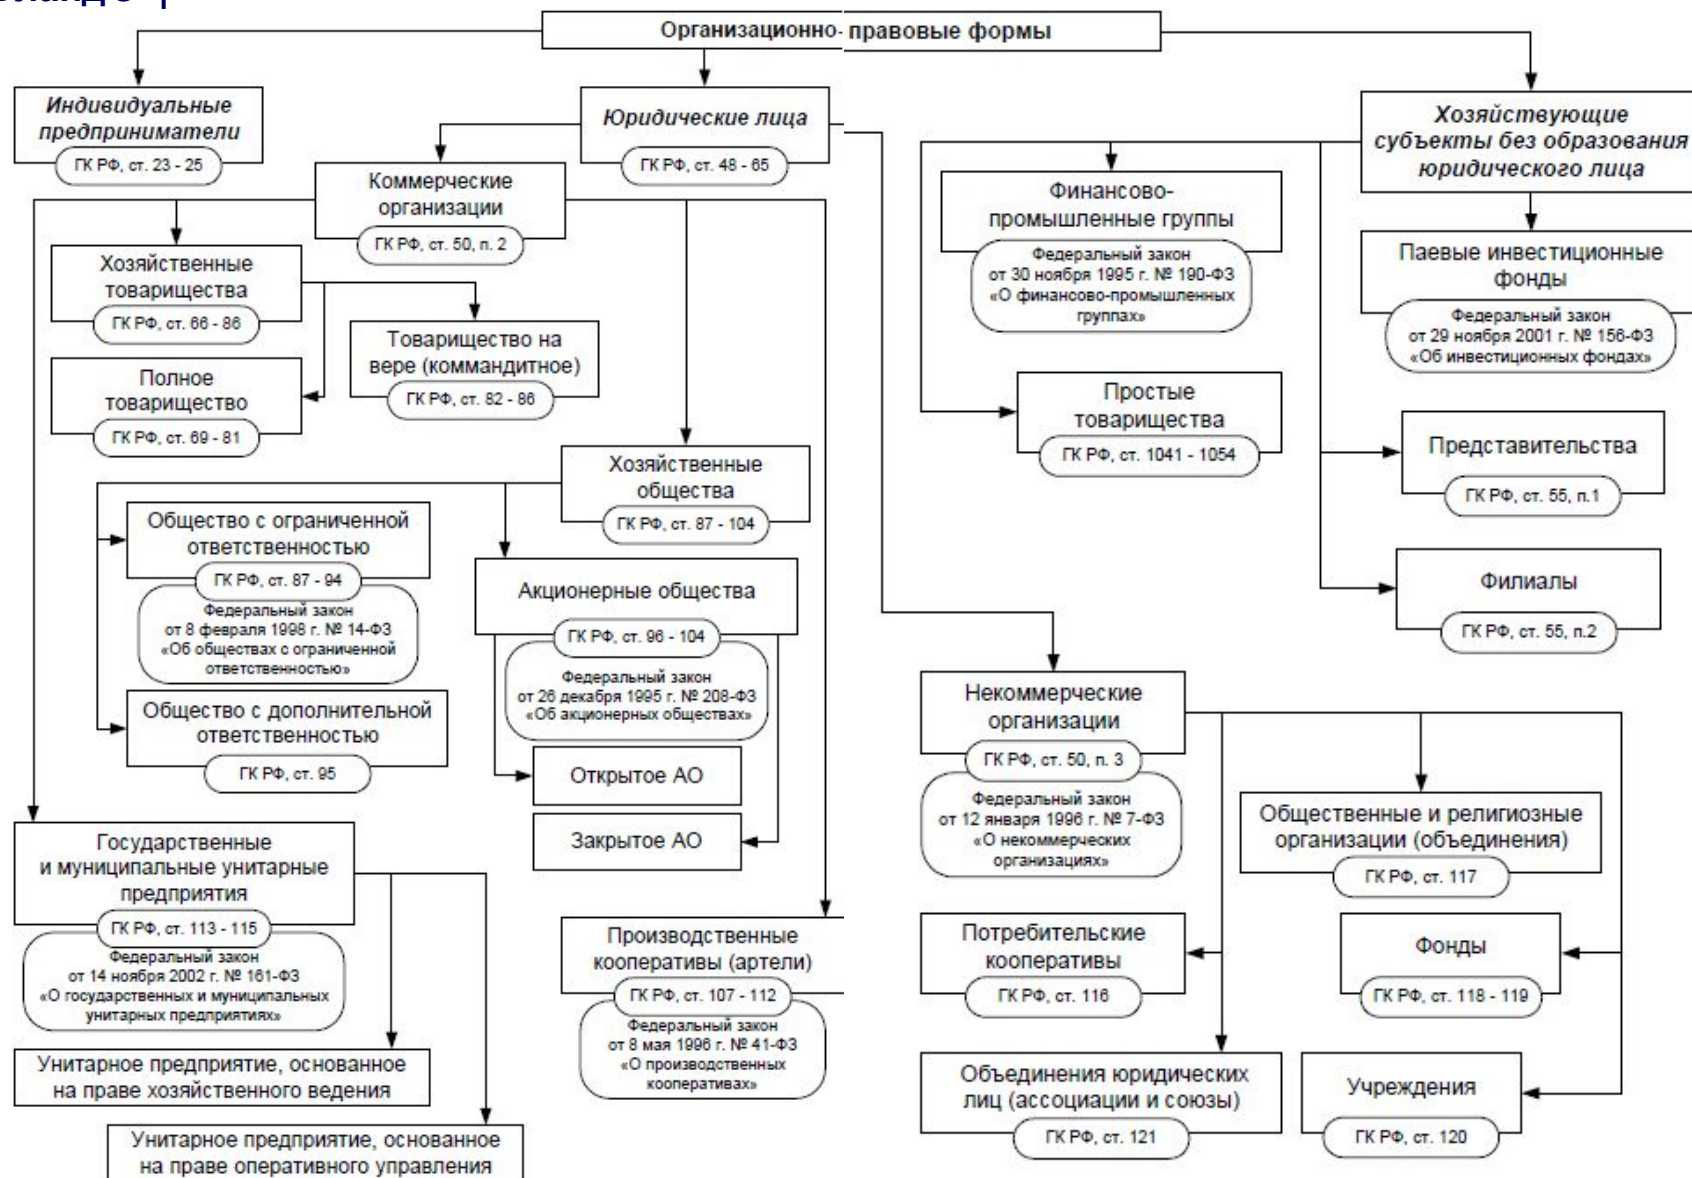 Организационно-правовые формы
Индивидуальные
предприниматели
ГК РФ, ст. 23 - 25
Юридические лица
ГК РФ, ст. 48 - 65
Коммерческие
организации
ГК РФ, ст. 50, п. 2
Хозяйственные
товарищества
ГК РФ, ст. 66 - 86
Товарищество на
вере (коммандитное)
ГК РФ, ст. 82 - 86
Полное
товарищество
ГК РФ, ст. 69 - 81
Хозяйственные
общества
ГК РФ, ст. 87 - 104
Общество с ограниченной
ответственностью
ГК РФ, ст. 87 - 94
Федеральный закон
от 8 февраля 1998 г. № 14-ФЗ
«Об обществах с ограниченной
ответственностью»
Общество с дополнительной
ответственностью
ГК РФ, ст. 95
Акционерные общества
ГК РФ, ст. 96 - 104
Федеральный закон
от 26 декабря 1995 г. № 208-ФЗ
«Об акционерных обществах»
Открытое АО
Закрытое АО
Государственные
и муниципальные унитарные
предприятия
ГК РФ, ст. 113 - 115
Федеральный закон
от 14 ноября 2002 г. № 161-ФЗ
«О государственных и муниципальных
унитарных предприятиях»
Унитарное предприятие, основанное
на праве хозяйственного ведения
Унитарное предприятие, основанное
на праве оперативного управления
Производственные
кооперативы (артели)
ГК РФ, ст. 107 - 112
Федеральный закон
от 8 мая 1996 г. № 41-ФЗ
«О производственных
кооперативах»
Хозяйствующие
субъекты без образования
юридического лица
Финансово-
промышленные группы
Федеральный закон
от 30 ноября 1995 г. № 190-ФЗ
«О финансово-промышленных
группах»
Паевые инвестиционные
фонды
Федеральный закон
от 29 ноября 2001 г. № 156-ФЗ
«Об инвестиционных фондах»
Простые
товарищества
ГК РФ, ст. 1041 - 1054
Представительства
ГК РФ, ст. 55, п.1
Филиалы
ГК РФ, ст. 55, п.2
Некоммерческие
организации
ГК РФ, ст. 50, п. 3
Федеральный закон
от 12 января 1996 г. № 7-ФЗ
«О некоммерческих
организациях»
Общественные и религиозные
организации (объединения)
ГК РФ, ст. 117
Потребительские
кооперативы
ГК РФ, ст. 116
Фонды
ГК РФ, ст. 118 - 119
Объединения юридических
лиц (ассоциации и союзы)
ГК РФ, ст. 121
Учреждения
ГК РФ, ст. 120